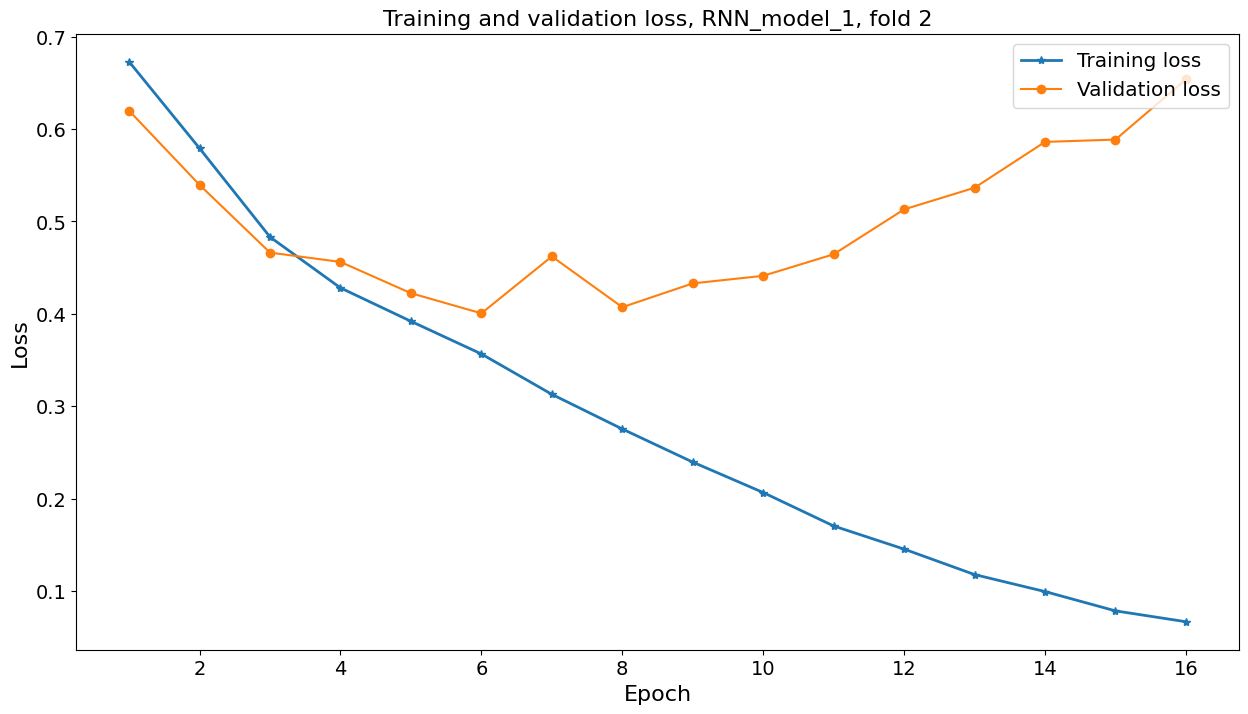 Training and validation loss, RNN_model_1, fold 2
Training loss
Validation loss
0.7
0.6
0.5
0.4
0.3
0.2
0.1
Loss
2 4 6 8 10 12 14 16
Epoch